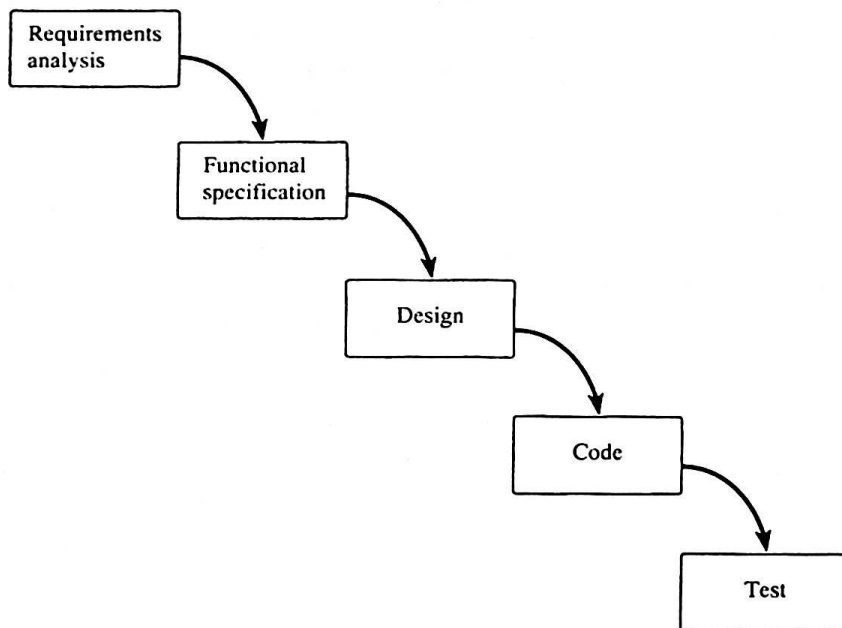 Requirements
analysis
Functional
specification
Design
Code
Test